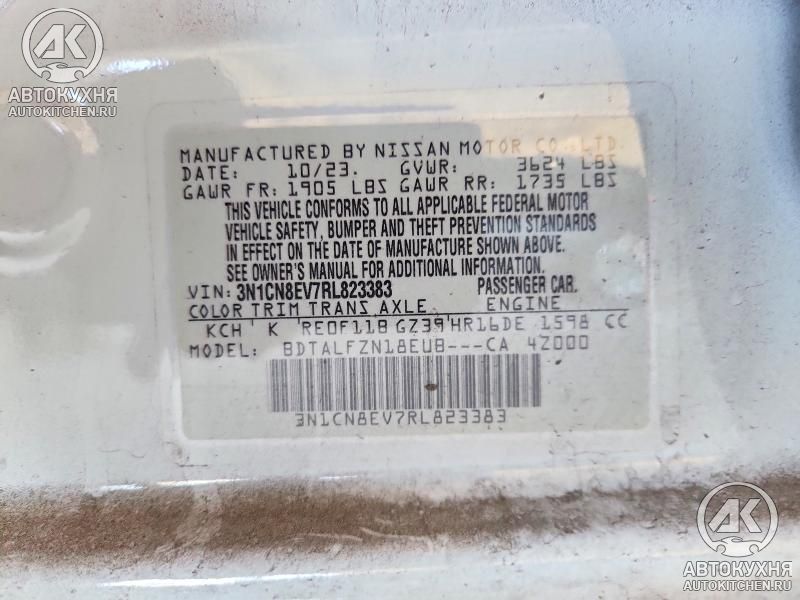 АК
АВТОКУХНЯ
AUTOKITCHEN.RU
MANUFACTURED BY NISSAN MOTOR CO.,LTD.
DATE: 10/23. GVWR: 3624 LBS
GAWR FR: 1905 LBS GAWR RR: 1735 LBS
THIS VEHICLE CONFORMS TO ALL APPLICABLE FEDERAL MOTOR
VEHICLE SAFETY, BUMPER AND THEFT PREVENTION STANDARDS
IN EFFECT ON THE DATE OF MANUFACTURE SHOWN ABOVE.
SEE OWNER'S MANUAL FOR ADDITIONAL INFORMATION.
VIN: 3N1CN8EV7RL823383 PASSENGER CAR.
COLOR TRIM TRANS AXLE ENGINE
KCH' K 'RE0F11B GZ39'HR16DE 1598 CC
MODEL: BDTALFZN18EUB---CA 4Z000
3N1CN8EV7RL823383
АК
АВТОКУХНЯ
AUTOKITCHEN.RU